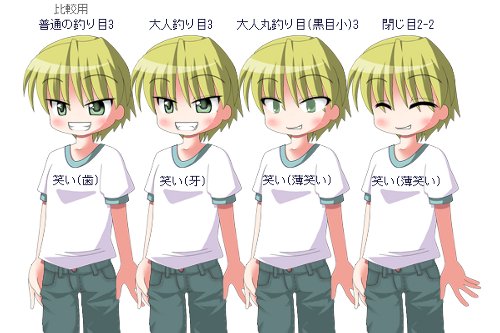 比較用
普通の釣り目3
大人釣り目3
大人丸釣り目(黒目小)3
閉じ目2-2
笑い(歯)
笑い(牙)
笑い(薄笑い)
笑い(薄笑い)